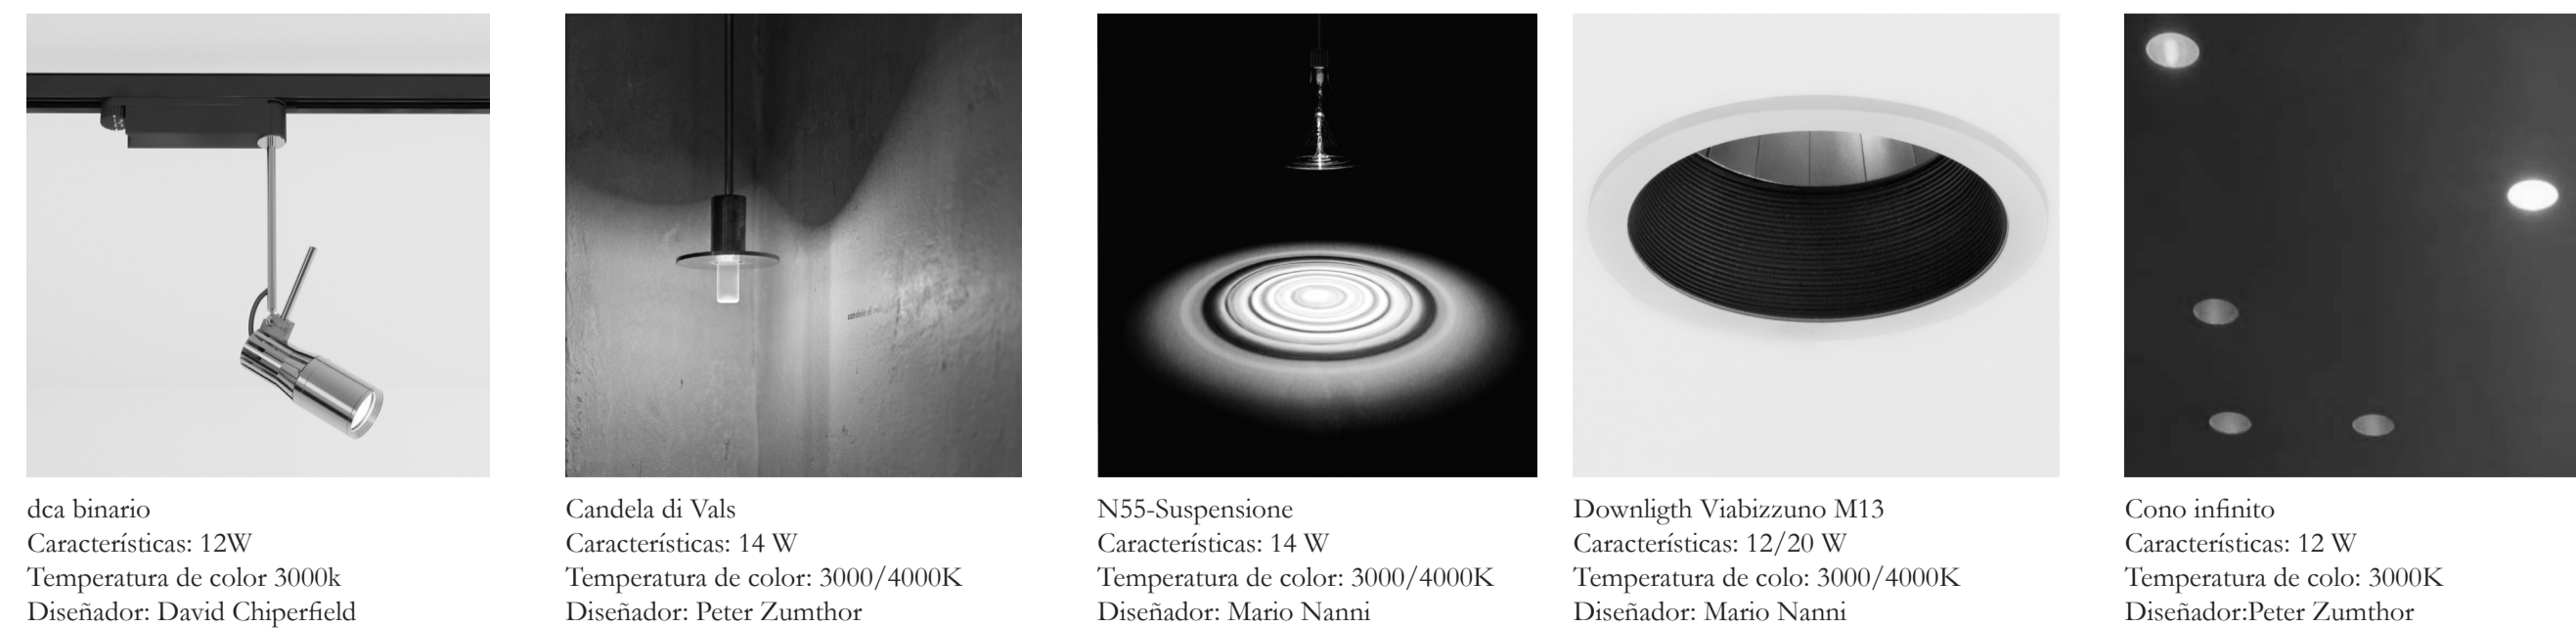 dca binario
Características: 12W
Temperatura de color 3000k
Diseñador: David Chiperfield
candela di
Candela di Vals
Características: 14 W
Temperatura de color: 3000/4000K
Diseñador: Peter Zumthor
N55-Suspensione
Características: 14 W
Temperatura de color: 3000/4000K
Diseñador: Mario Nanni
Downligth Viabizzuno M13
Características: 12/20 W
Temperatura de colo: 3000/4000K
Diseñador: Mario Nanni
Cono infinito
Características: 12 W
Temperatura de colo: 3000K
Diseñador:Peter Zumthor